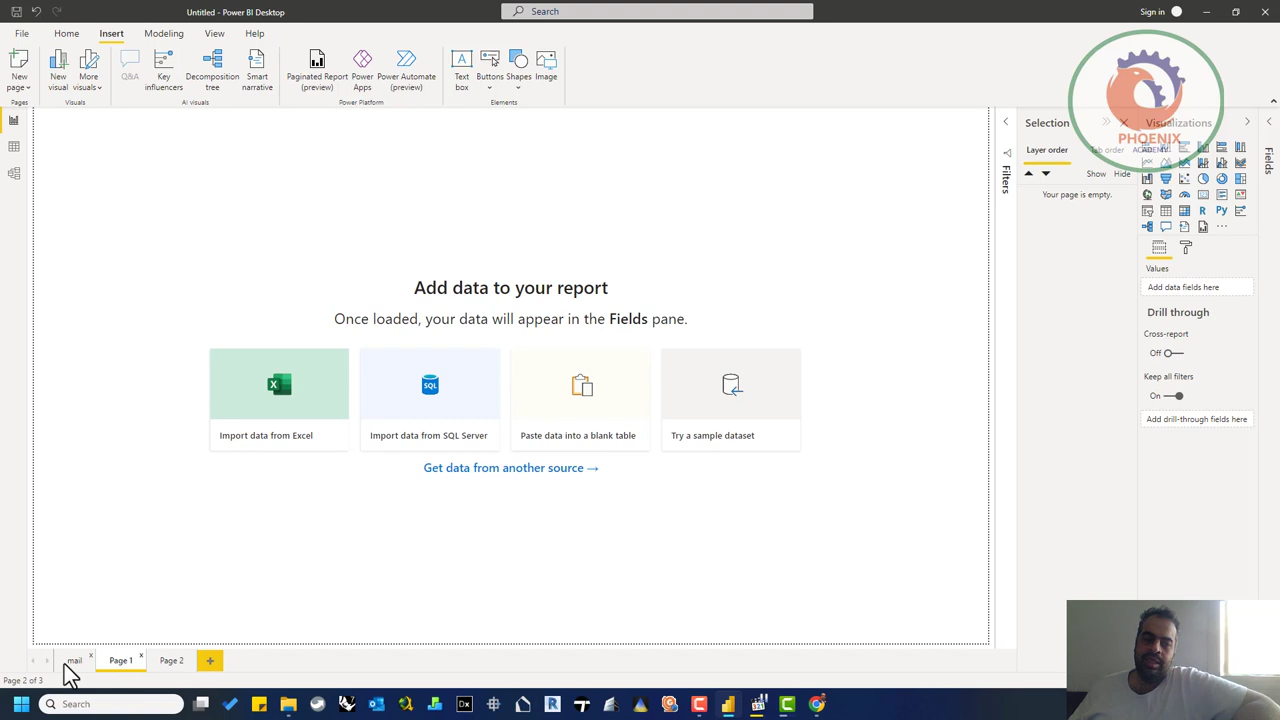 Untitled - Power BI Desktop
Search
Sign in
File
Home
Insert
Modeling
View
Help
New page
New visual
More visuals
Q&A
Key influencers
Decomposition tree
Smart narrative
Paginated Report (preview)
Power Apps
Power Automate (preview)
Text box
Buttons
Shapes
Image
Pages
Visuals
AI visuals
Power Platform
Elements
PHOENIX
ACADEMY
Filters
Selection
Layer order
Tab order
Show
Hide
Your page is empty.
Visualizations
R
Py
Values
Add data fields here
Drill through
Cross-report
Off
Keep all filters
On
Add drill-through fields here
Fields
Add data to your report
Once loaded, your data will appear in the Fields pane.
X
SQL
Import data from Excel
Import data from SQL Server
Paste data into a blank table
Try a sample dataset
Get data from another source →
mail
Page 1
Page 2
Page 2 of 3
Search